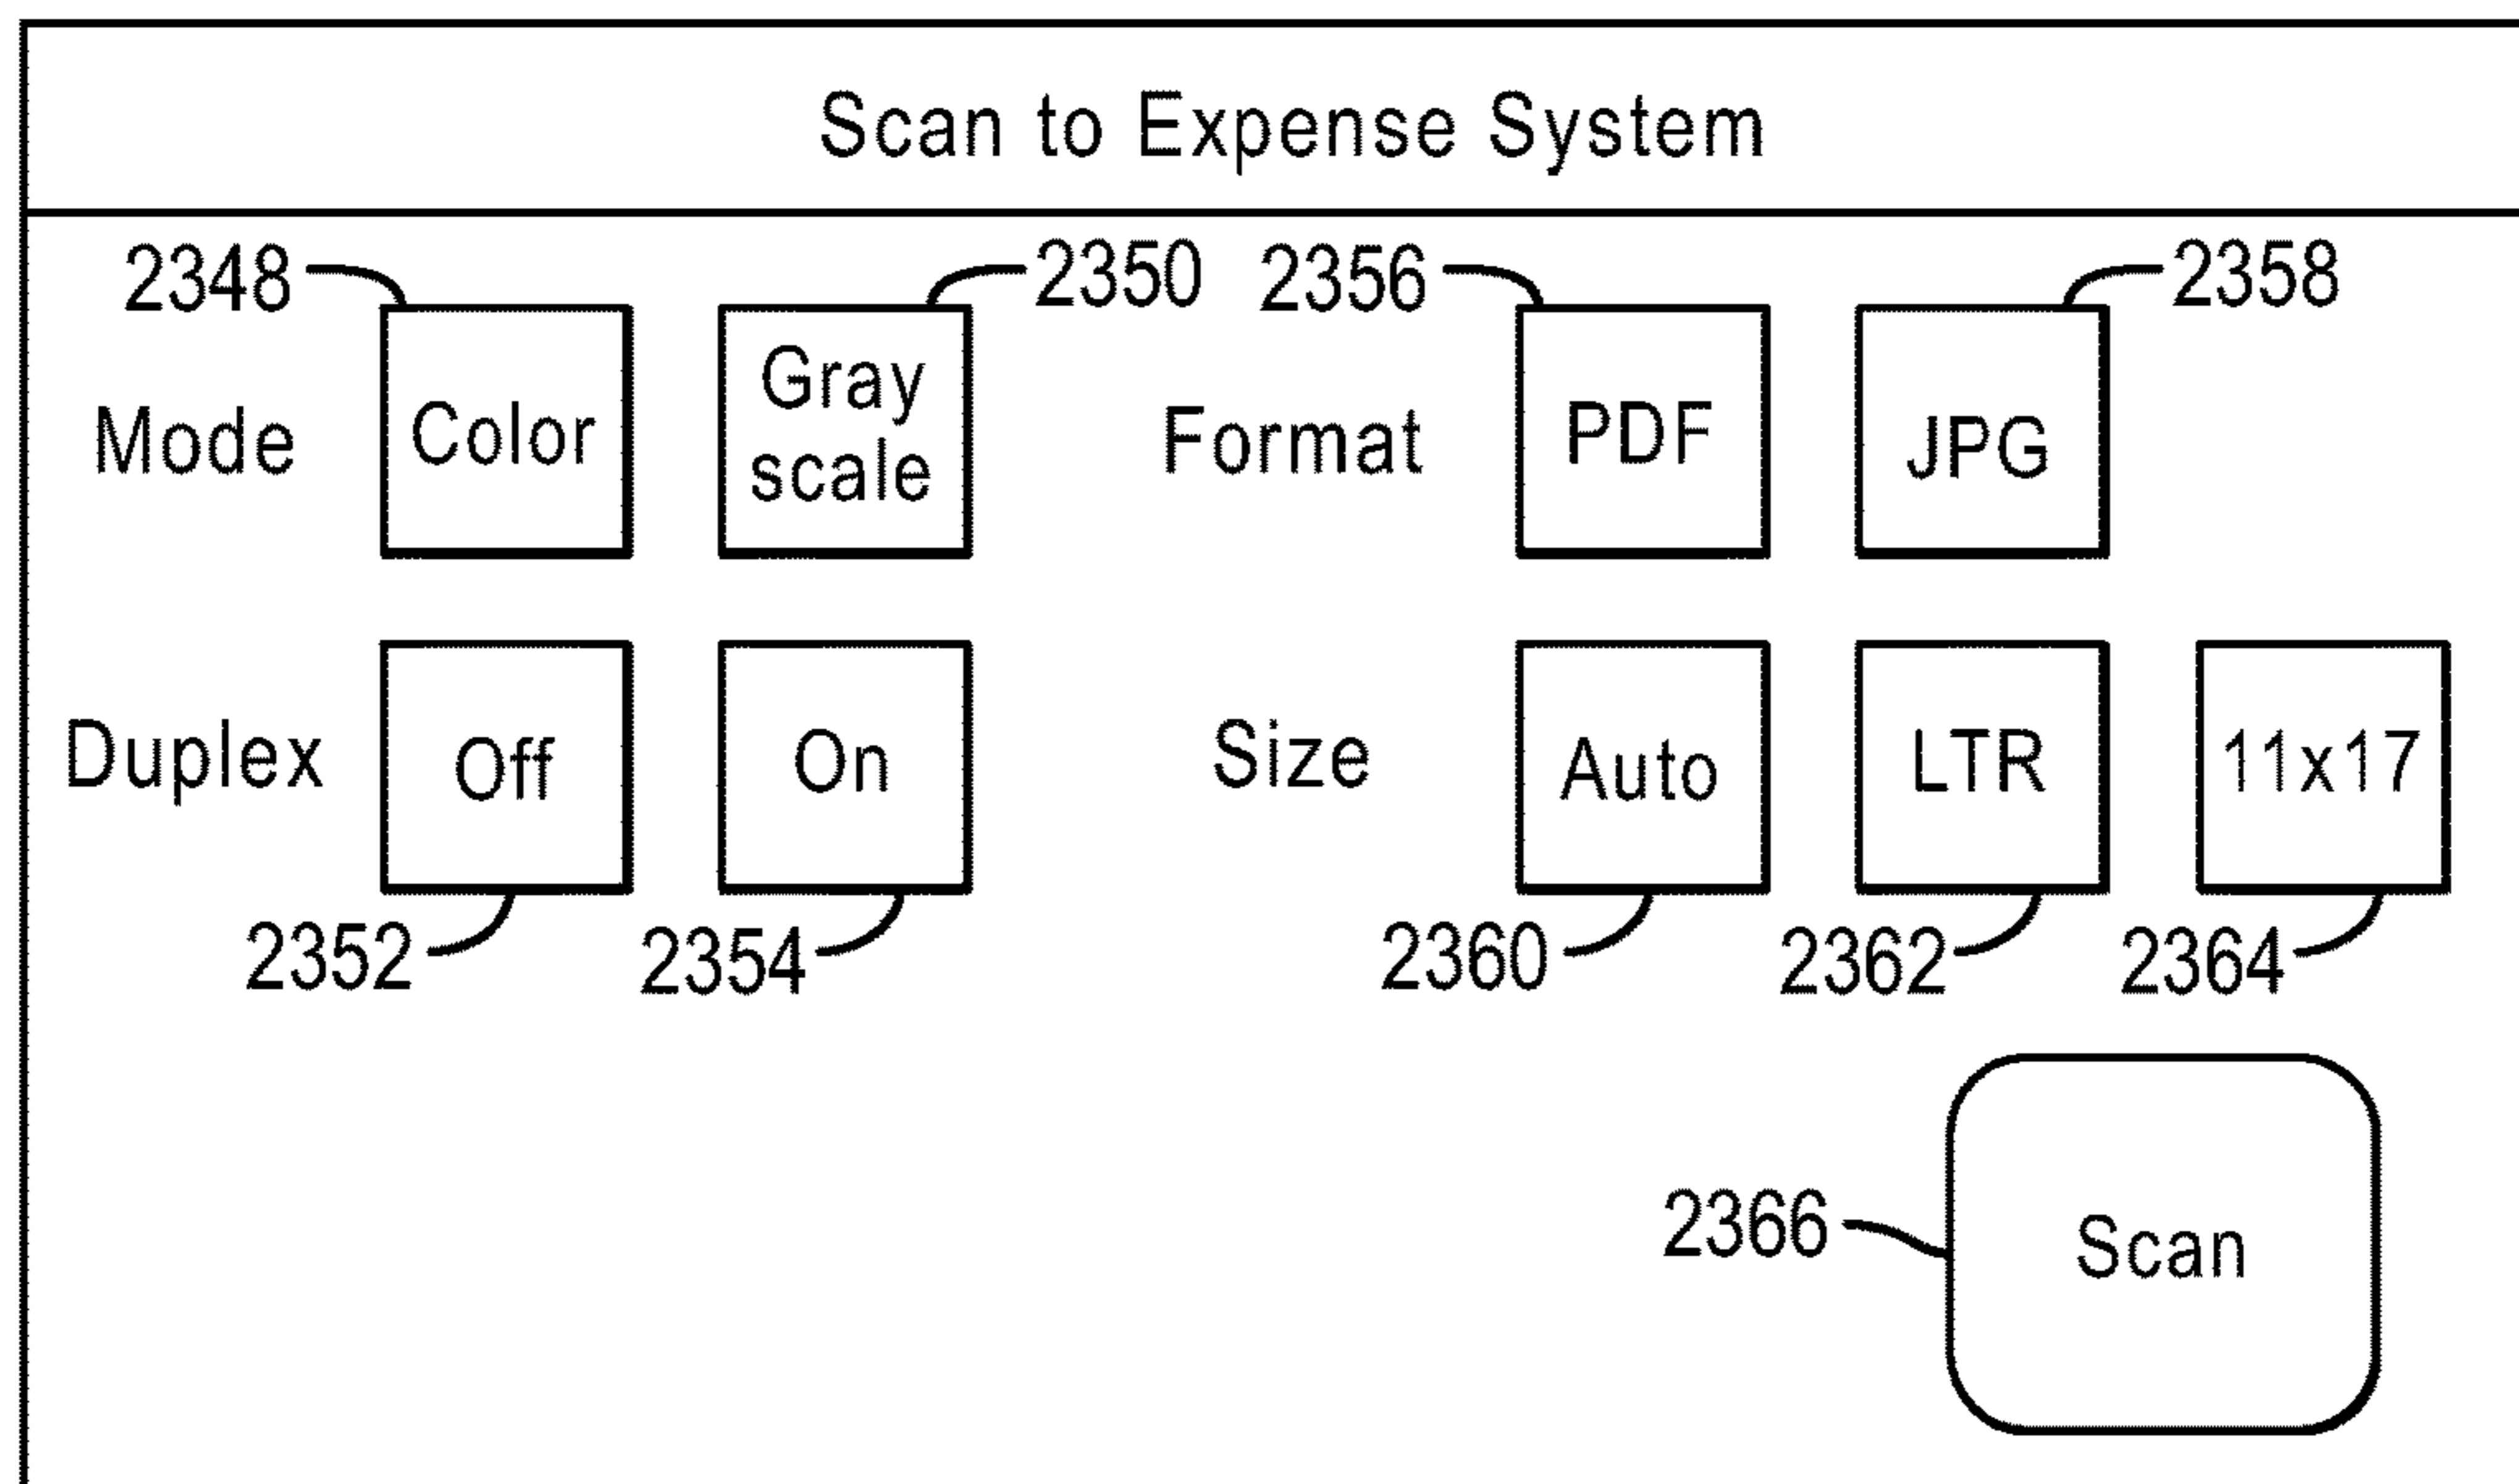 Scan to Expense System
2348 2350 2356 2358
Mode Color Gray scale Format PDF JPG
Duplex Off On Size Auto LTR 11x17
2352 2354 2360 2362 2364
2366 Scan